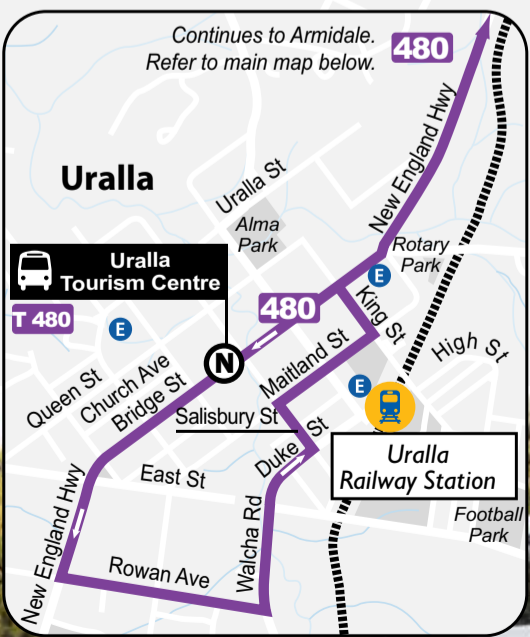 Continues to Armidale.
Refer to main map below.
480
New England Hwy
Uralla
Uralla St
Alma
Park
Rotary
Park
E
Uralla
Tourism Centre
T 480
E
480
King St
High St
N
Maitland St
E
Queen St
Church Ave
Bridge St
Salisbury St
Duke St
Uralla
Railway Station
East St
Walcha Rd
Football
Park
New England Hwy
Rowan Ave